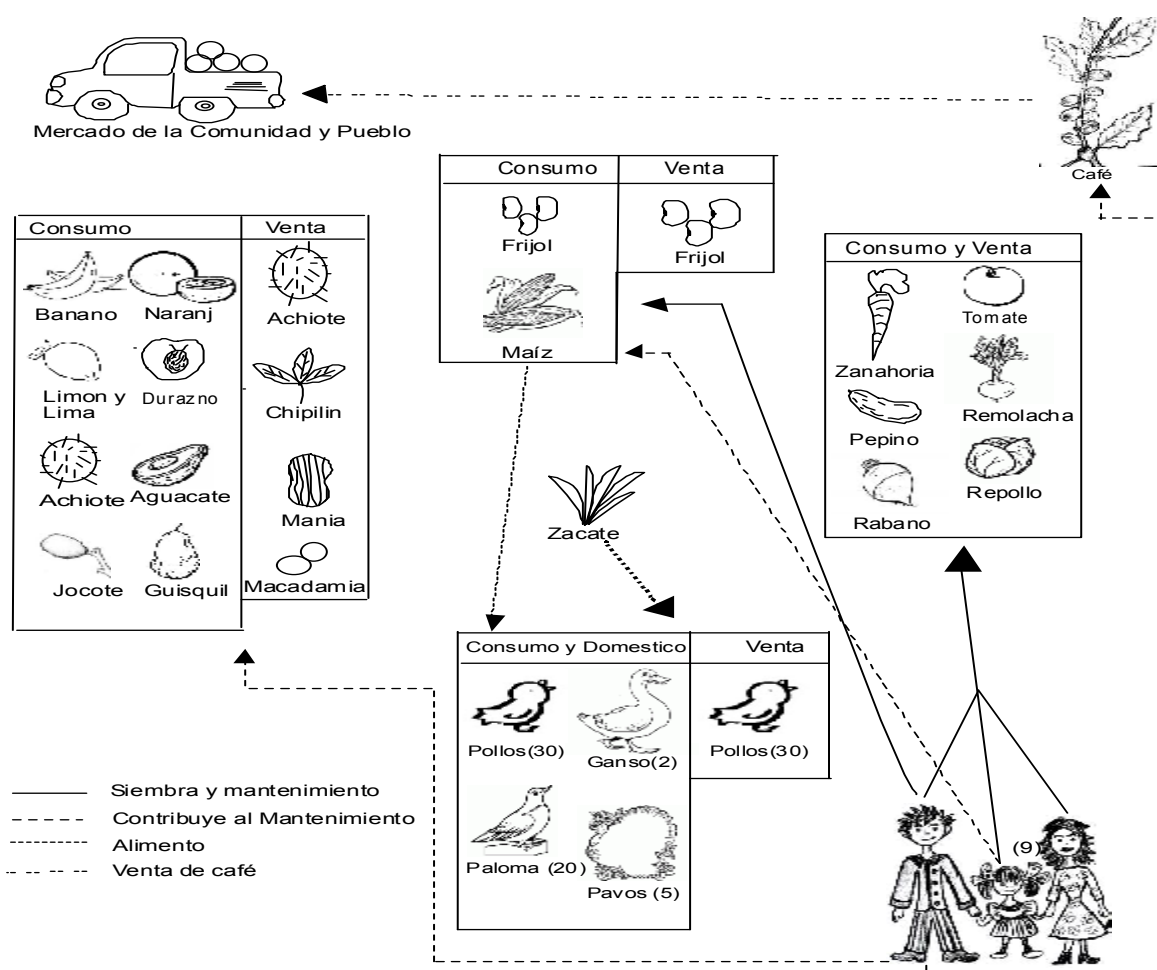 Mercado de la Comunidad y Pueblo
Café
Consumo Venta
Frijol Frijol
Maíz
Consumo Venta
Banano Naranj Achiote
Limon y Lima Durazno Chipilin
Achiote Aguacate Mania
Jocote Guisquil Macadamia
Consumo y Venta
Zanahoria Tomate
Pepino Remolacha
Rabano Repollo
Zacate
Consumo y Domestico Venta
Pollos(30) Ganso(2) Pollos(30)
Paloma (20) Pavos (5)
(9)
Siembra y mantenimiento
Contribuye al Mantenimiento
Alimento
Venta de café